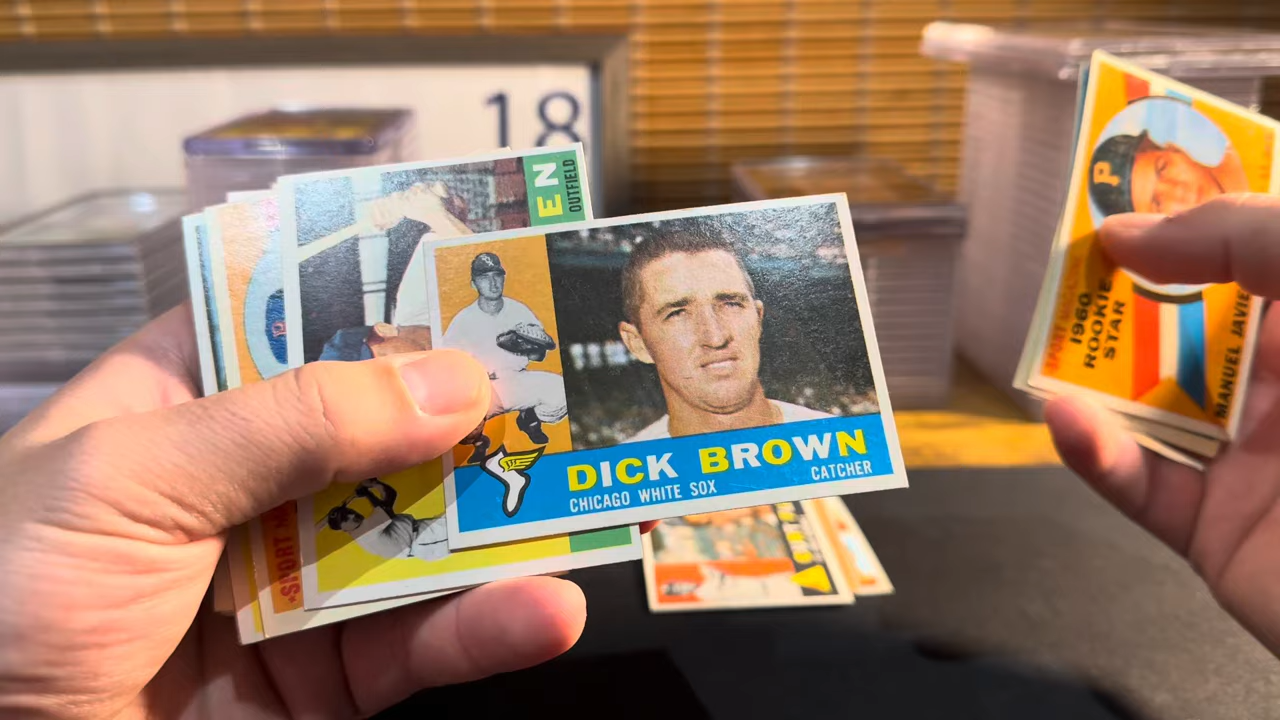 18
EN
OUTFIELD
DICK BROWN
CHICAGO WHITE SOX
CATCHER
P
1960
ROOKIE
STAR
MANUEL JAVIE
SPORT